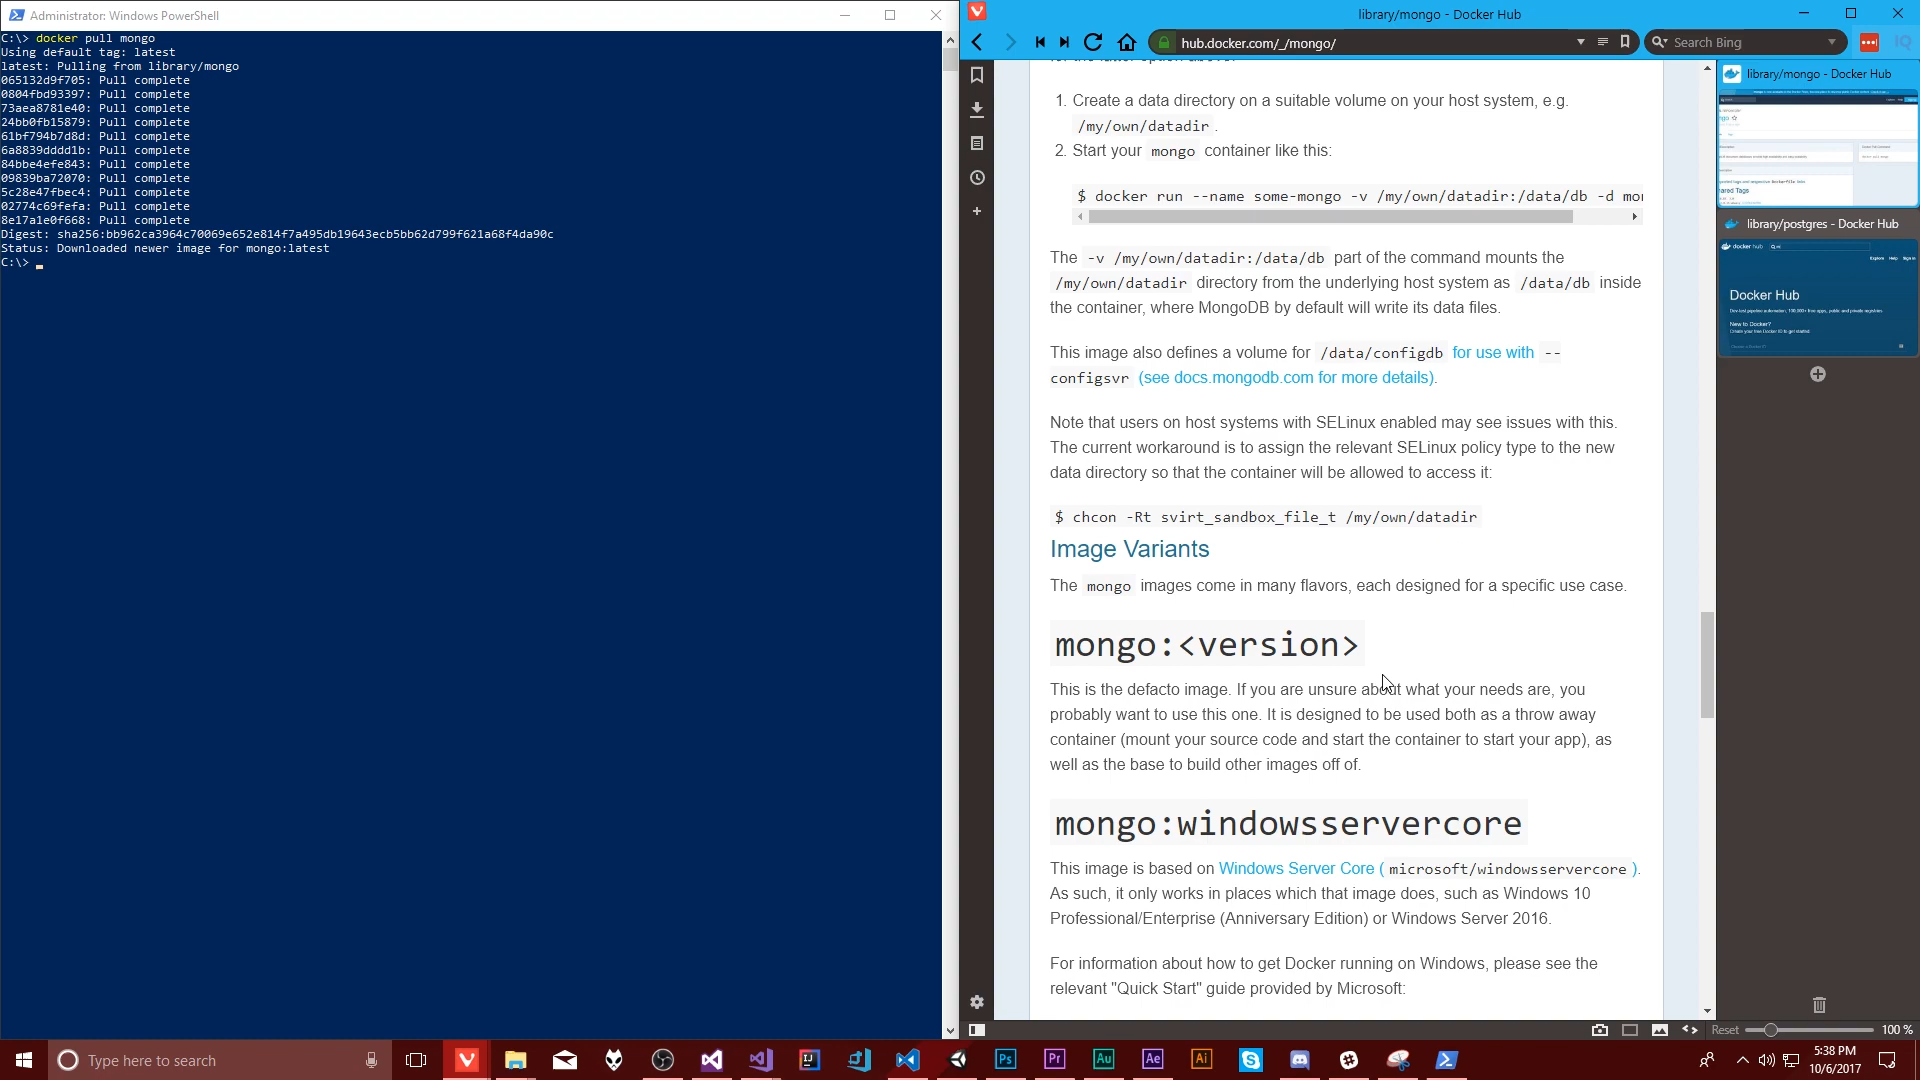 Administrator: Windows PowerShell
C:\> docker pull mongo
Using default tag: latest
latest: Pulling from library/mongo
065132d9f705: Pull complete
0804fbd93397: Pull complete
73aea8781e40: Pull complete
24bb0fb15879: Pull complete
61bf794b7d8d: Pull complete
6a8839dddd1b: Pull complete
84bbe4efe843: Pull complete
09839ba72070: Pull complete
5c28e47fbec4: Pull complete
02774c69fefa: Pull complete
8e17a1e0f668: Pull complete
Digest: sha256:bb962ca3964c70069e652e814f7a495db19643ecb5bb62d799f621a68f4da90c
Status: Downloaded newer image for mongo:latest
C:\>
library/mongo - Docker Hub
hub.docker.com/_/mongo/
Search Bing
1. Create a data directory on a suitable volume on your host system, e.g.
/my/own/datadir .
2. Start your mongo container like this:
$ docker run --name some-mongo -v /my/own/datadir:/data/db -d mon
The -v /my/own/datadir:/data/db part of the command mounts the
/my/own/datadir directory from the underlying host system as /data/db inside
the container, where MongoDB by default will write its data files.
This image also defines a volume for /data/configdb for use with --
configsvr (see docs.mongodb.com for more details).
Note that users on host systems with SELinux enabled may see issues with this.
The current workaround is to assign the relevant SELinux policy type to the new
data directory so that the container will be allowed to access it:
$ chcon -Rt svirt_sandbox_file_t /my/own/datadir
Image Variants
The mongo images come in many flavors, each designed for a specific use case.
mongo:<version>
This is the defacto image. If you are unsure about what your needs are, you
probably want to use this one. It is designed to be used both as a throw away
container (mount your source code and start the container to start your app), as
well as the base to build other images off of.
mongo:windowsservercore
This image is based on Windows Server Core ( microsoft/windowsservercore ).
As such, it only works in places which that image does, such as Windows 10
Professional/Enterprise (Anniversary Edition) or Windows Server 2016.
For information about how to get Docker running on Windows, please see the
relevant "Quick Start" guide provided by Microsoft:
library/mongo - Docker Hub
library/postgres - Docker Hub
docker hub
Explore Help Sign in
Docker Hub
New to Docker?
Reset
100 %
Type here to search
Ps
Pr
Au
Ae
Ai
5:38 PM
10/6/2017